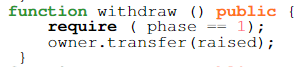 function withdraw () public {
require ( phase == 1);
owner.transfer(raised);
}